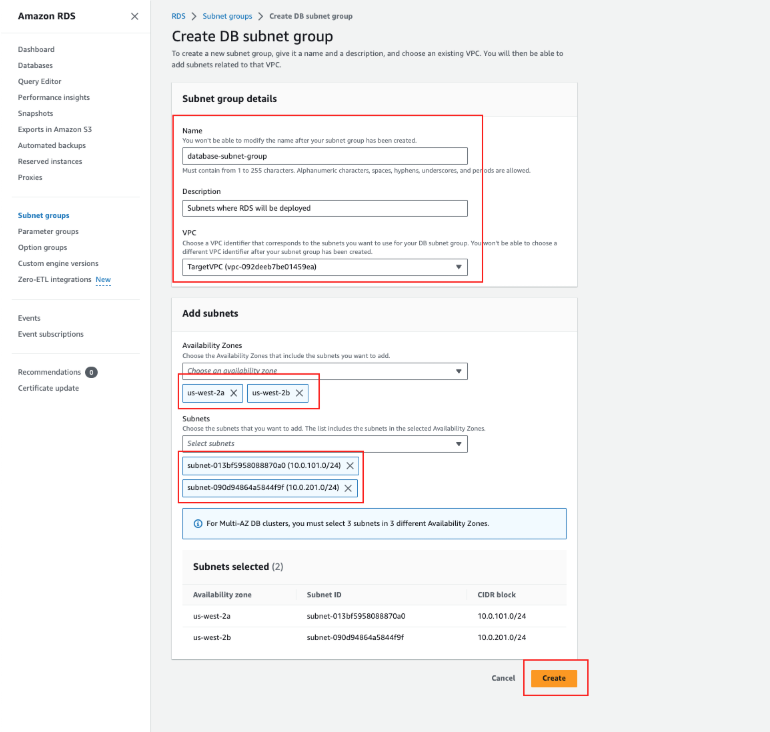 Amazon RDS
Dashboard
Databases
Query Editor
Performance insights
Snapshots
Exports in Amazon S3
Automated backups
Reserved instances
Proxies
Subnet groups
Parameter groups
Option groups
Custom engine versions
Zero-ETL integrations New
Events
Event subscriptions
Recommendations 0
Certificate update
RDS > Subnet groups > Create DB subnet group
Create DB subnet group
To create a new subnet group, give it a name and a description, and choose an existing VPC. You will then be able to
add subnets related to that VPC.
Subnet group details
Name
You won't be able to modify the name after your subnet group has been created.
database-subnet-group
Must contain from 1 to 255 characters. Alphanumeric characters, spaces, hyphens, underscores, and periods are allowed.
Description
Subnets where RDS will be deployed
VPC
Choose a VPC identifier that corresponds to the subnets you want to use for your DB subnet group. You won't be able to choose a
different VPC identifier after your subnet group has been created.
TargetVPC (vpc-092deeb7be01459ea)
Add subnets
Availability Zones
Choose the Availability Zones that include the subnets you want to add.
Choose an availability zone
us-west-2a us-west-2b
Subnets
Choose the subnets that you want to add. The list includes the subnets in the selected Availability Zones.
Select subnets
subnet-013bf5958088870a0 (10.0.101.0/24)
subnet-090d94864a5844f9f (10.0.201.0/24)
For Multi-AZ DB clusters, you must select 3 subnets in 3 different Availability Zones.
Subnets selected (2)
Availability zone Subnet ID CIDR block
us-west-2a subnet-013bf5958088870a0 10.0.101.0/24
us-west-2b subnet-090d94864a5844f9f 10.0.201.0/24
Cancel Create